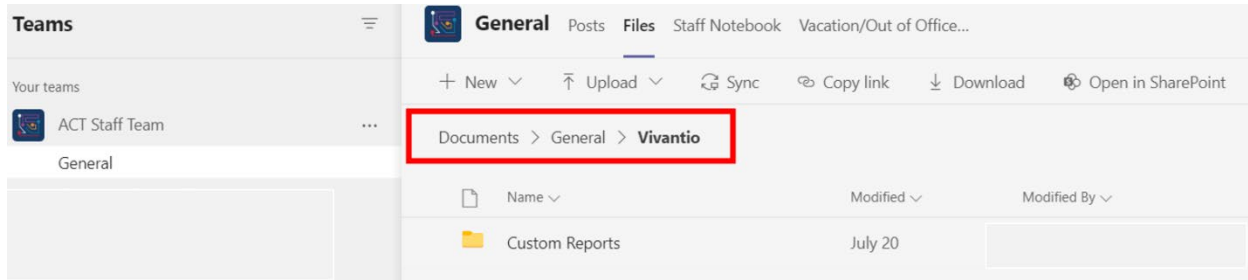 Teams
General Posts Files Staff Notebook Vacation/Out of Office...
Your teams
New Upload Sync Copy link Download Open in SharePoint
ACT Staff Team ...
General
Documents > General > Vivantio
Name Modified Modified By
Custom Reports July 20